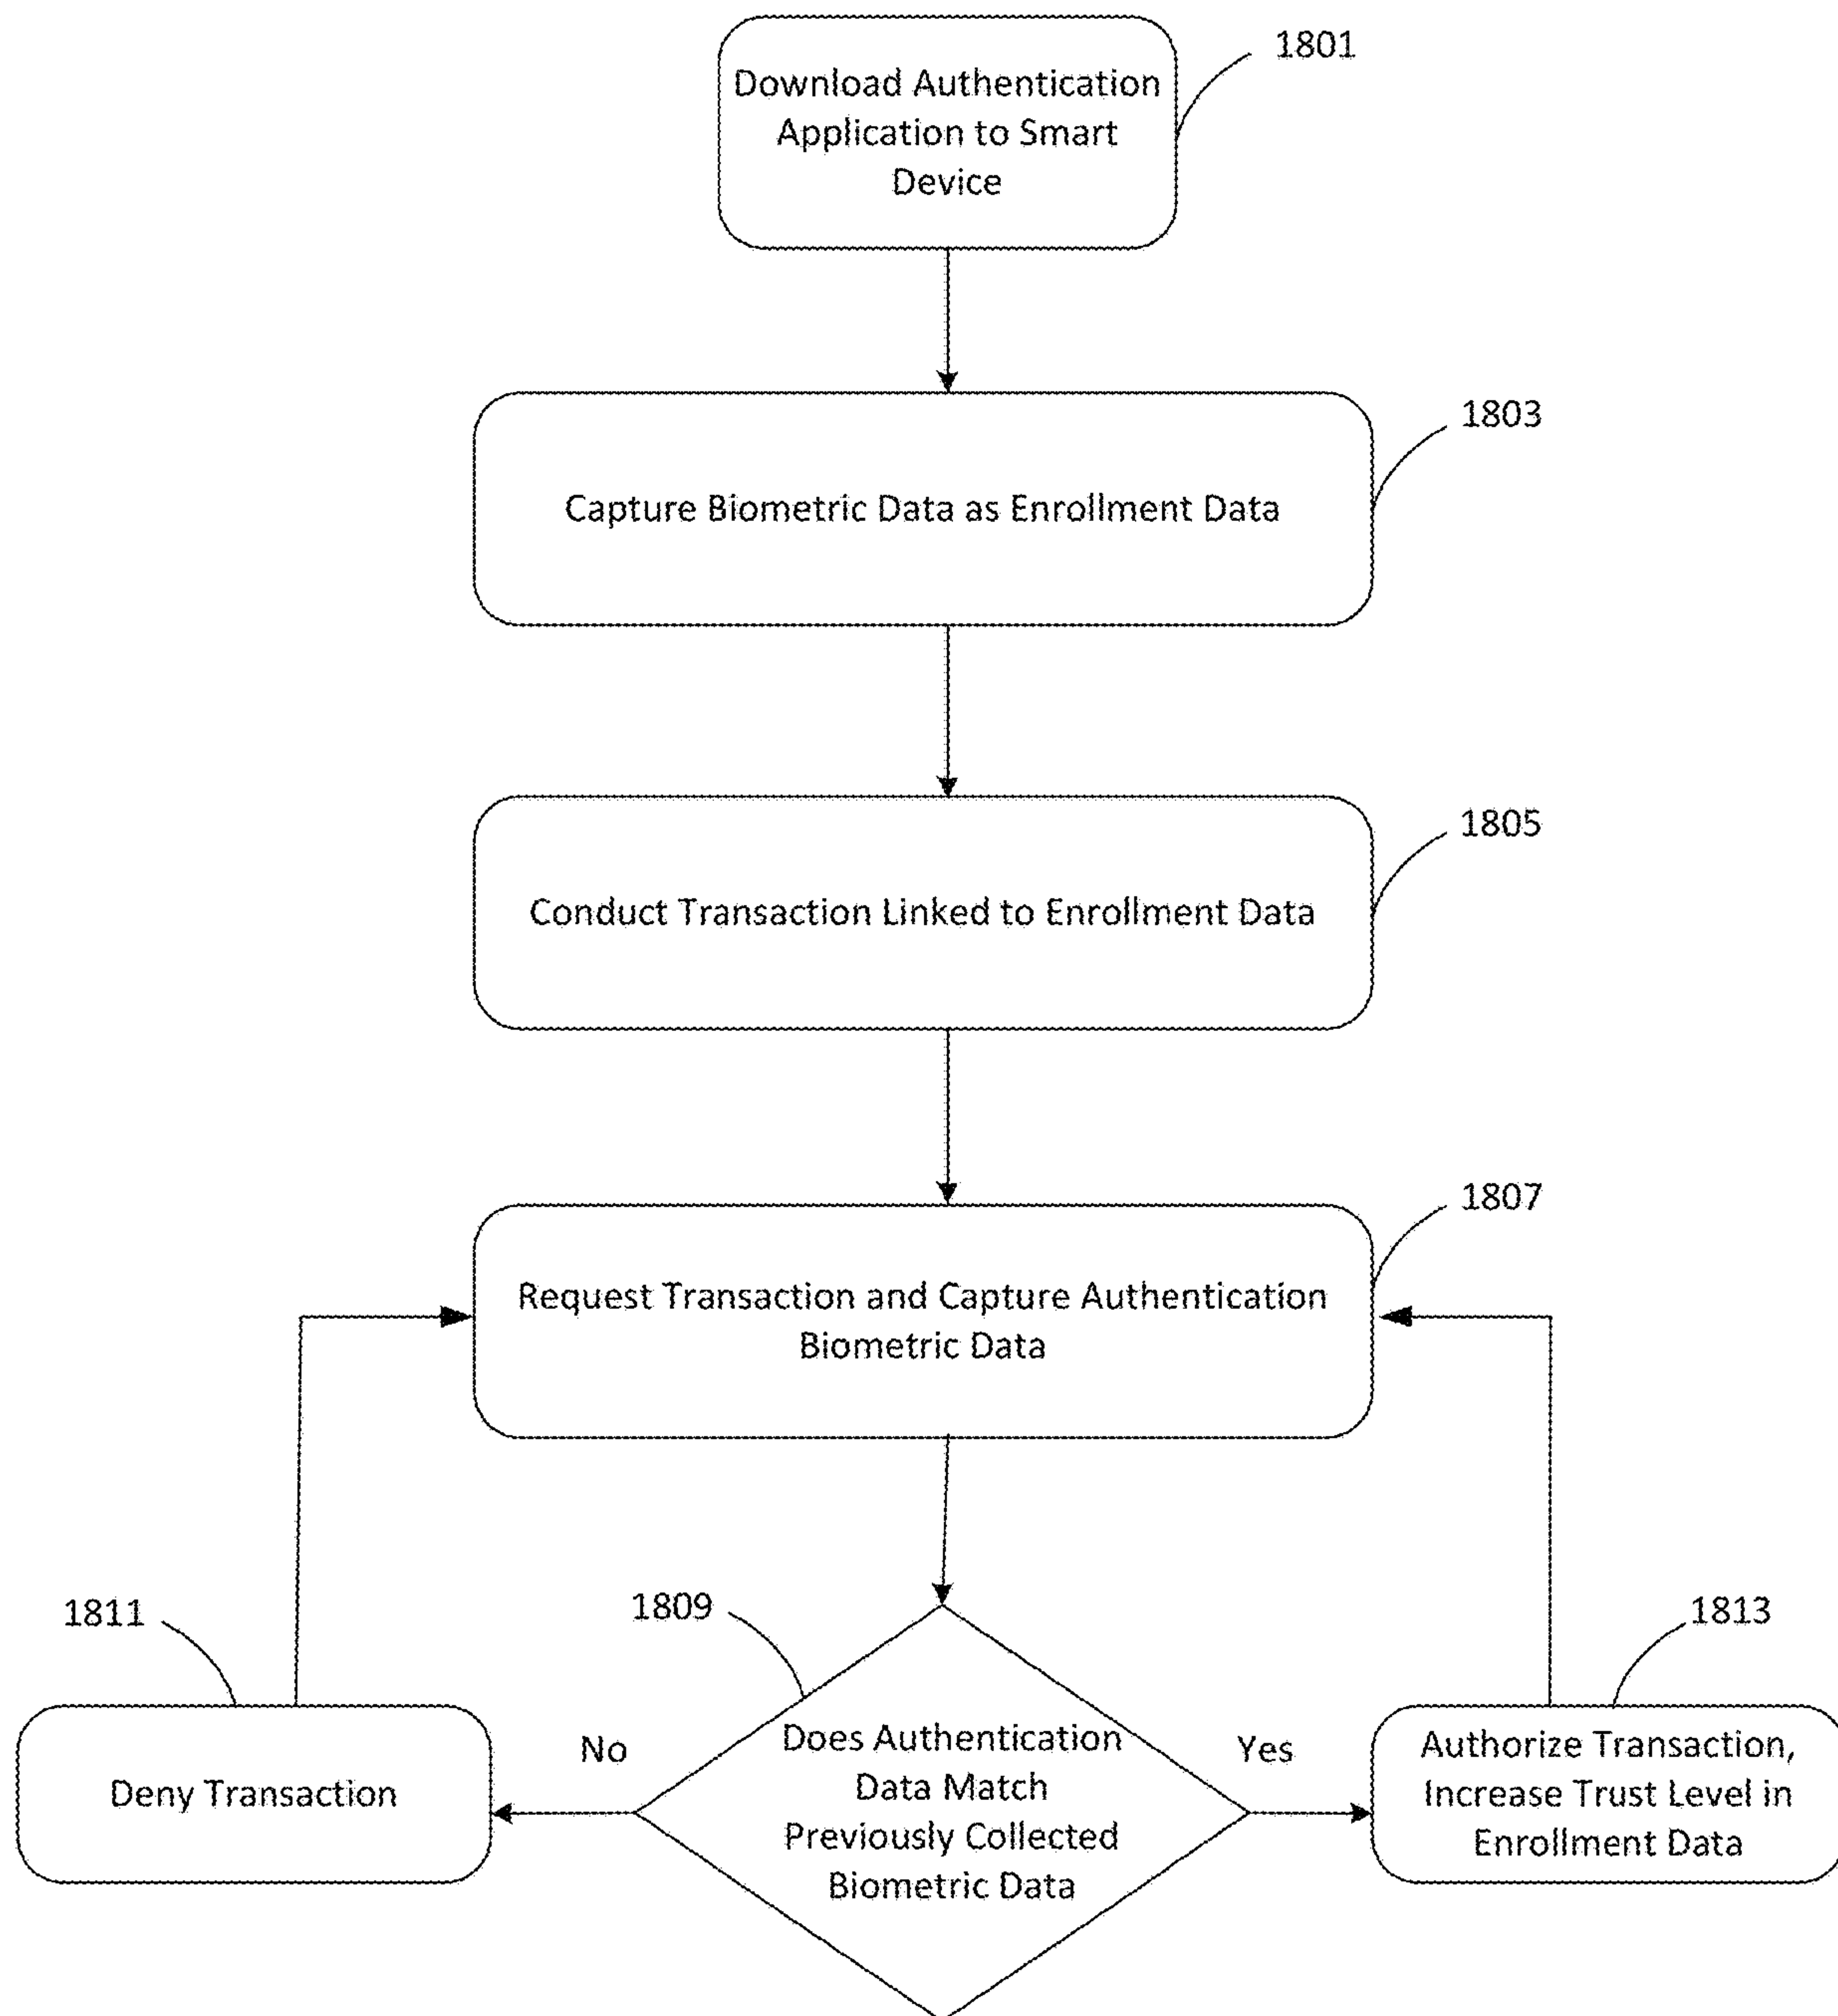 1801
Download Authentication
Application to Smart
Device
1803
Capture Biometric Data as Enrollment Data
1805
Conduct Transaction Linked to Enrollment Data
1807
Request Transaction and Capture Authentication
Biometric Data
1811
1809
1813
Deny Transaction
No
Does Authentication
Data Match
Previously Collected
Biometric Data
Yes
Authorize Transaction,
Increase Trust Level in
Enrollment Data